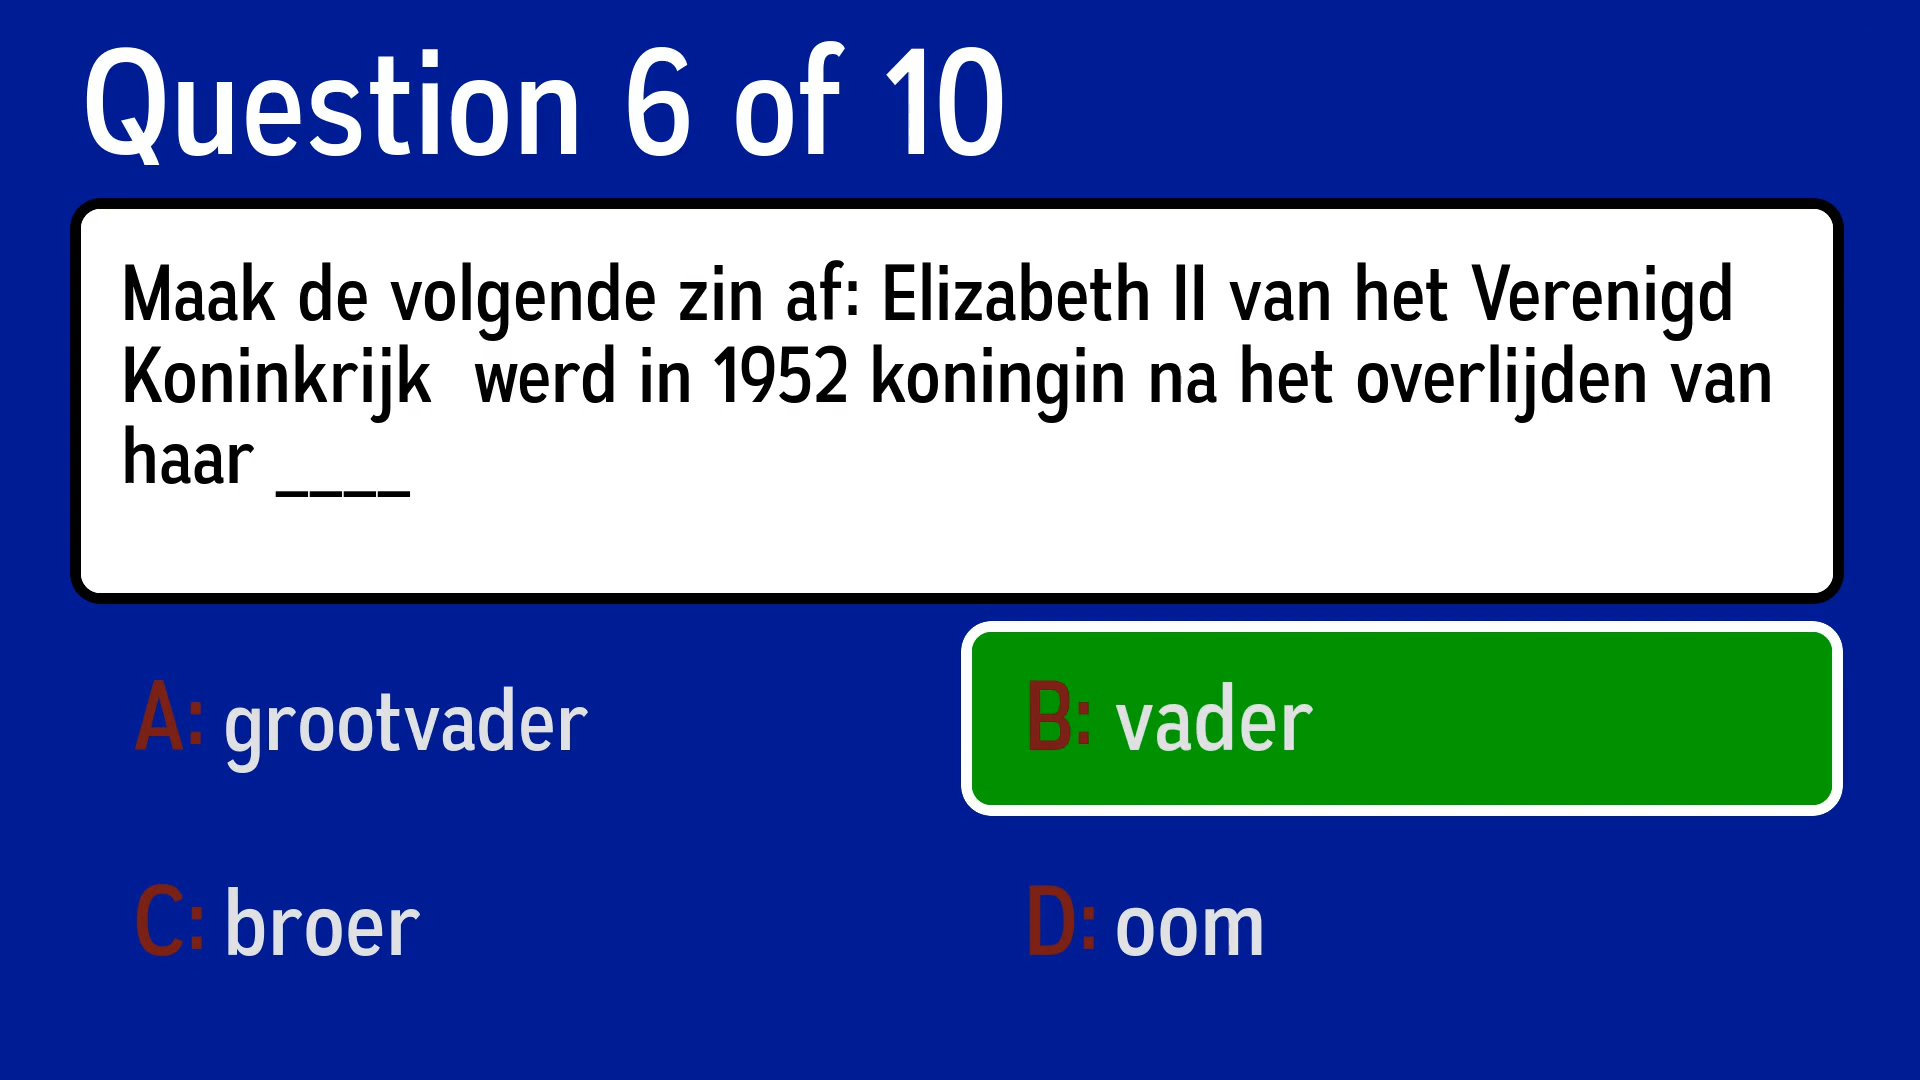 Question 6 of 10
Maak de volgende zin af: Elizabeth II van het Verenigd
Koninkrijk  werd in 1952 koningin na het overlijden van
haar ____
A: grootvader
B: vader
C: broer
D: oom